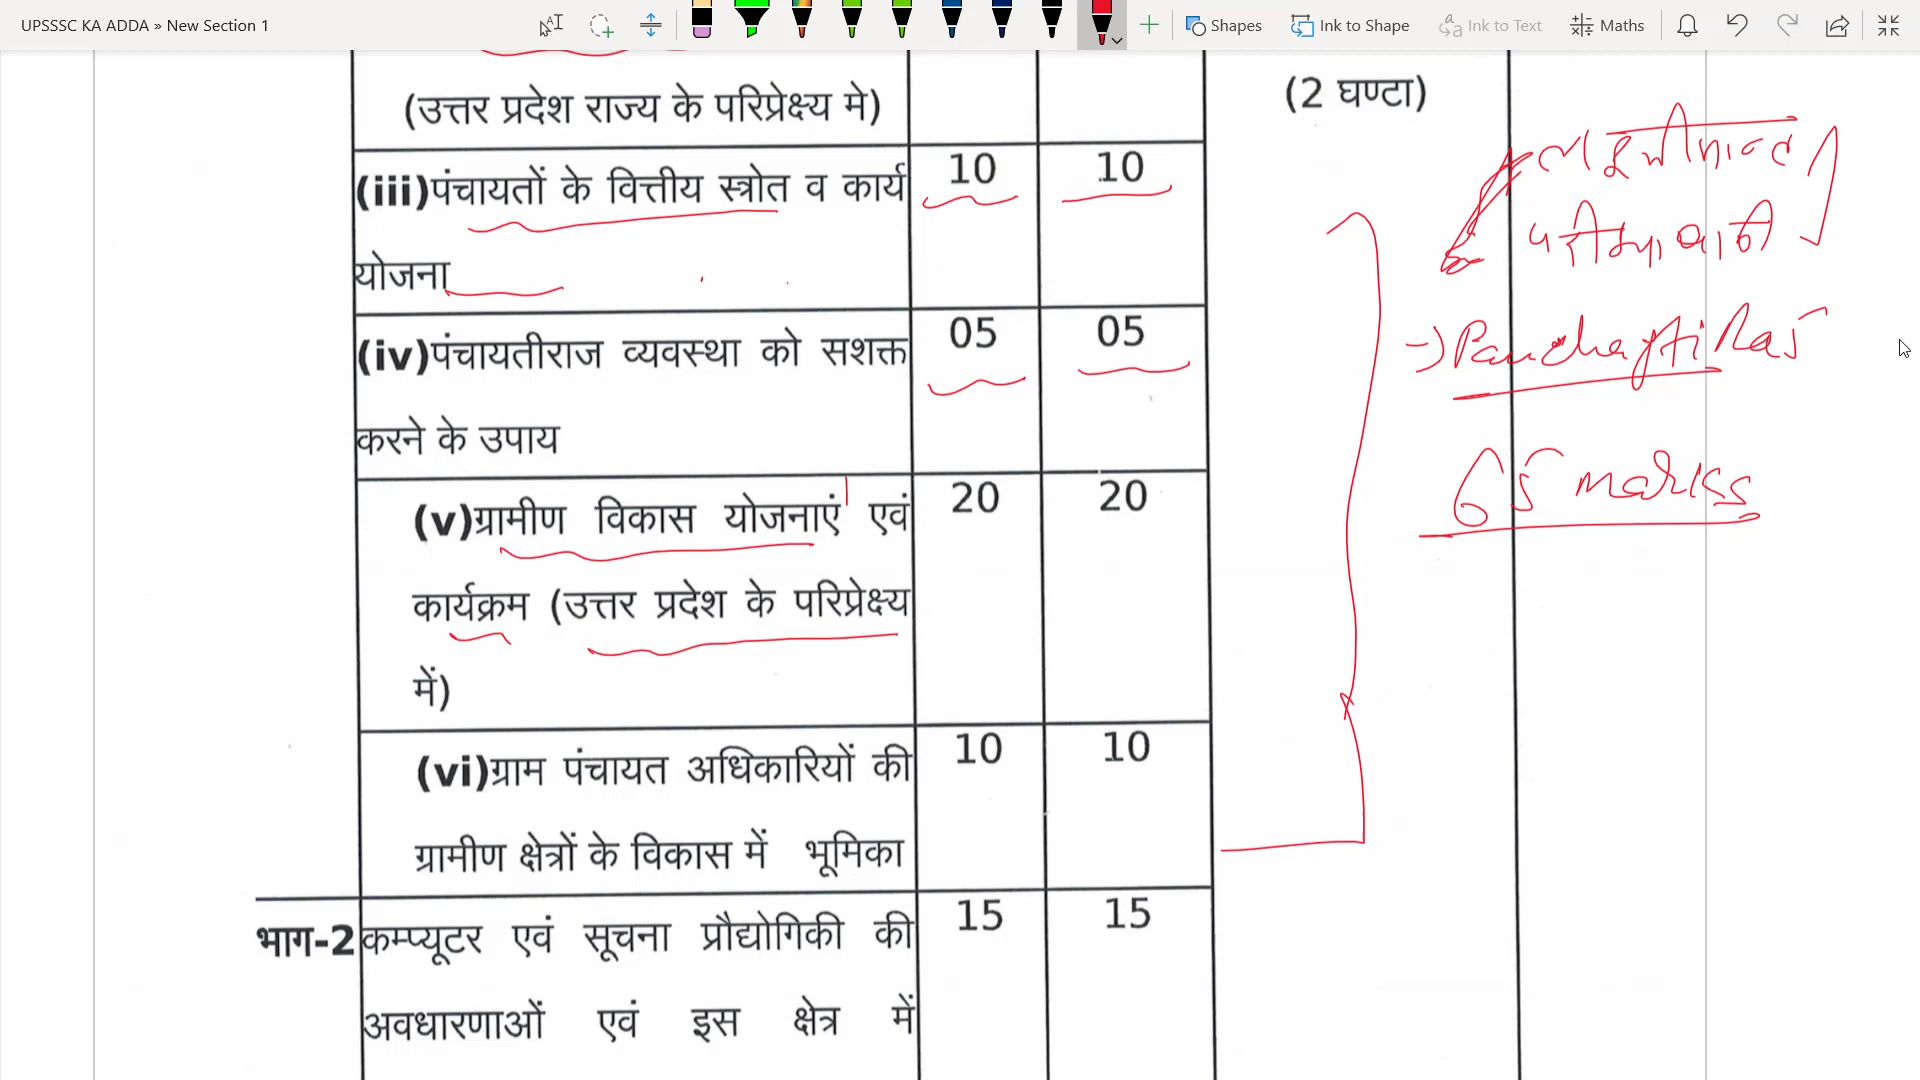 UPSSSC KA ADDA » New Section 1
Shapes
Ink to Shape
Ink to Text
Maths
(उत्तर प्रदेश राज्य के परिप्रेक्ष्य मे)
(2 घण्टा)
(iii)पंचायतों के वित्तीय स्त्रोत व कार्य 10 10
योजना
(iv)पंचायतीराज व्यवस्था को सशक्त 05 05
करने के उपाय
(v)ग्रामीण विकास योजनाएं एवं 20 20
कार्यक्रम (उत्तर प्रदेश के परिप्रेक्ष्य
में)
(vi)ग्राम पंचायत अधिकारियों की 10 10
ग्रामीण क्षेत्रों के विकास में भूमिका
भाग-2 कम्प्यूटर एवं सूचना प्रौद्योगिकी की 15 15
अवधारणाओं एवं इस क्षेत्र में
Panchayti Raj
65 marks